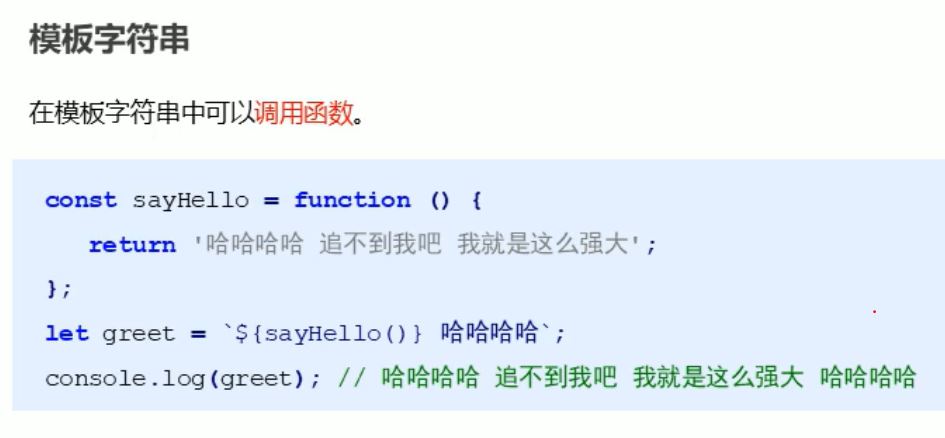 模板字符串
在模板字符串中可以调用函数。
const sayHello = function () {
return '哈哈哈哈 追不到我吧 我就是这么强大';
};
let greet = `${sayHello()} 哈哈哈哈`;
console.log(greet); // 哈哈哈哈 追不到我吧 我就是这么强大 哈哈哈哈